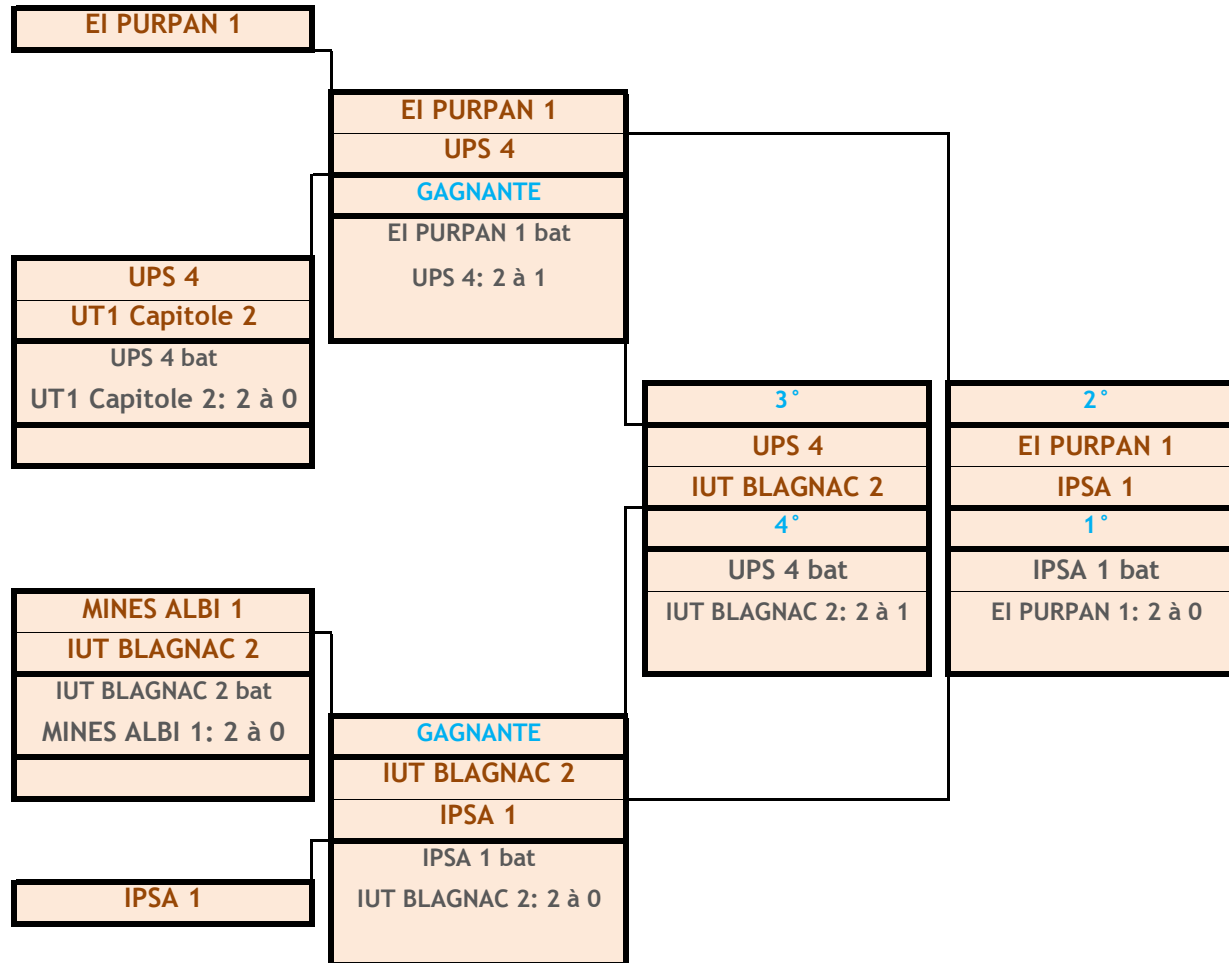 EI PURPAN 1
EI PURPAN 1
UPS 4
GAGNANTE
EI PURPAN 1 bat
UPS 4: 2 à 1
UPS 4
UT1 Capitole 2
UPS 4 bat
UT1 Capitole 2: 2 à 0
3°
UPS 4
IUT BLAGNAC 2
4°
UPS 4 bat
IUT BLAGNAC 2: 2 à 1
2°
EI PURPAN 1
IPSA 1
1°
IPSA 1 bat
EI PURPAN 1: 2 à 0
MINES ALBI 1
IUT BLAGNAC 2
IUT BLAGNAC 2 bat
MINES ALBI 1: 2 à 0
GAGNANTE
IUT BLAGNAC 2
IPSA 1
IPSA 1 bat
IUT BLAGNAC 2: 2 à 0
IPSA 1